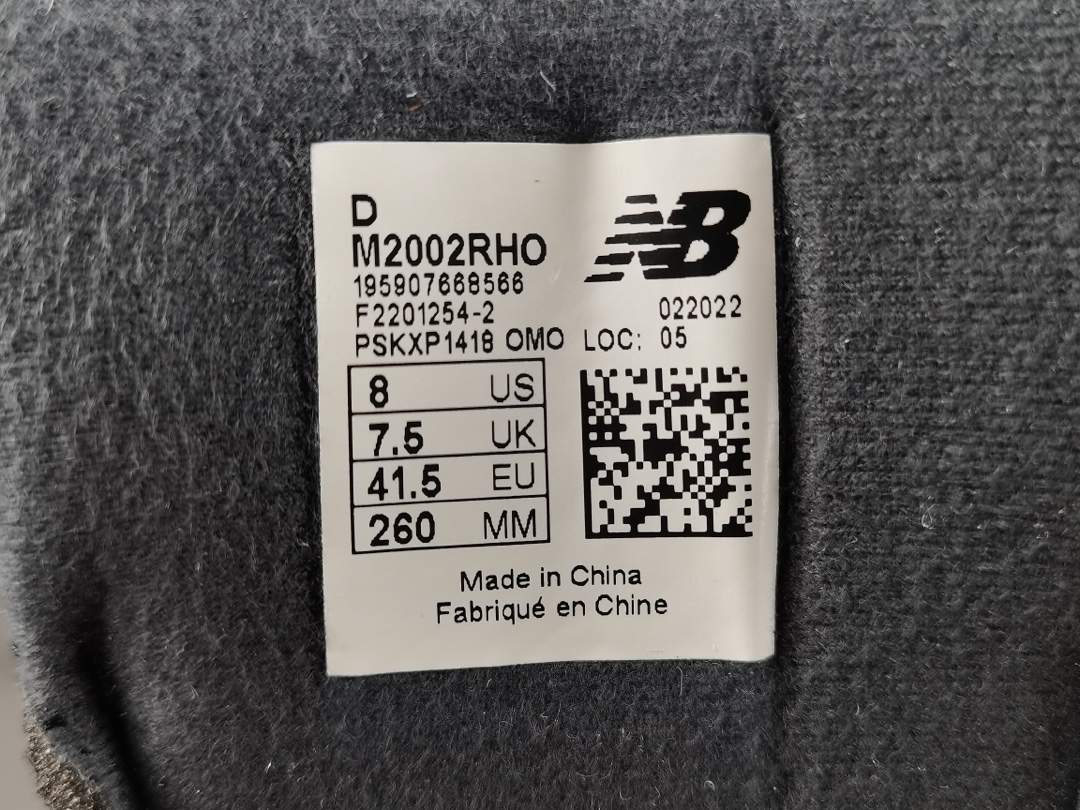 D
M2002RHO
NB
195907668566
F2201254-2 022022
PSKXP1418 OMO LOC: 05
8 US
7.5 UK
41.5 EU
260 MM
Made in China
Fabriqué en Chine